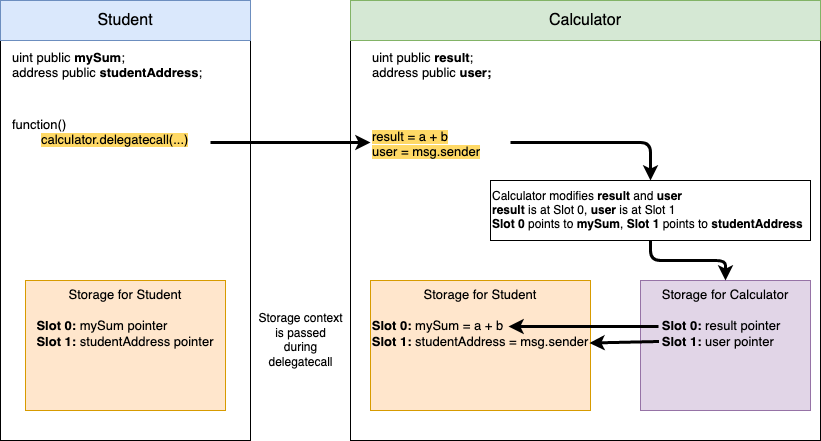 Student
uint public mySum;
address public studentAddress;
function()
calculator.delegatecall(...)
Storage for Student
Slot 0: mySum pointer
Slot 1: studentAddress pointer
Storage context
is passed
during
delegatecall
Calculator
uint public result;
address public user;
result = a + b
user = msg.sender
Calculator modifies result and user
result is at Slot 0, user is at Slot 1
Slot 0 points to mySum, Slot 1 points to studentAddress
Storage for Student
Slot 0: mySum = a + b
Slot 1: studentAddress = msg.sender
Storage for Calculator
Slot 0: result pointer
Slot 1: user pointer